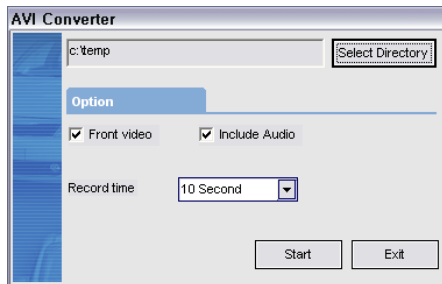 AVI Converter
c:\temp
Select Directory
Option
Front video
Include Audio
Record time
10 Second
Start
Exit